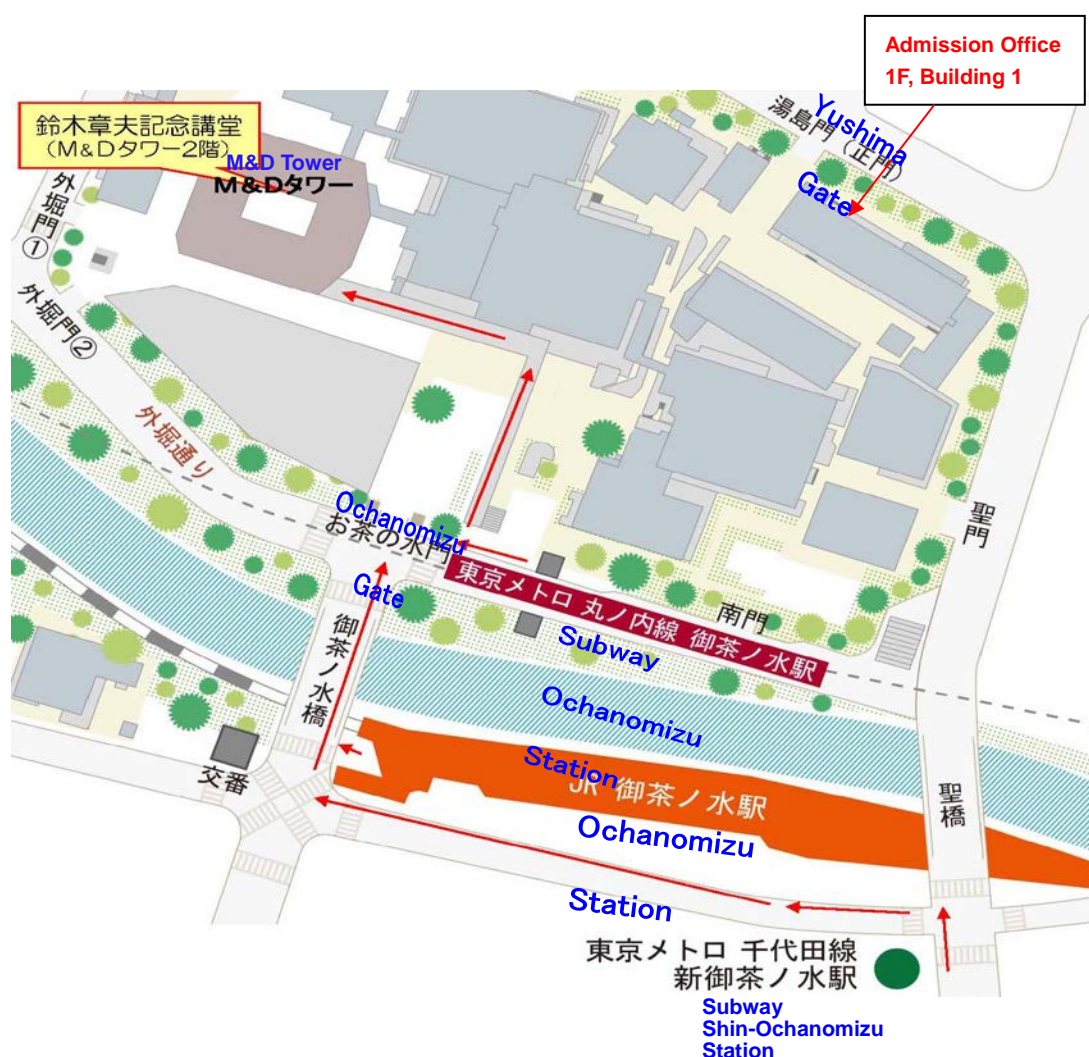 Admission Office
1F, Building 1
鈴木章夫記念講堂
(M&Dタワー2階)
M&D Tower
M&Dタワー
湯島門(正門)
Yushima
Gate
外堀門①
外堀門②
外堀通り
Ochanomizu
お茶の水門
Gate
聖門
南門
東京メトロ 丸ノ内線 御茶ノ水駅
Subway
Ochanomizu
Station
御茶ノ水橋
交番
JR 御茶ノ水駅
Ochanomizu
Station
聖橋
東京メトロ 千代田線
新御茶ノ水駅
Subway
Shin-Ochanomizu
Station